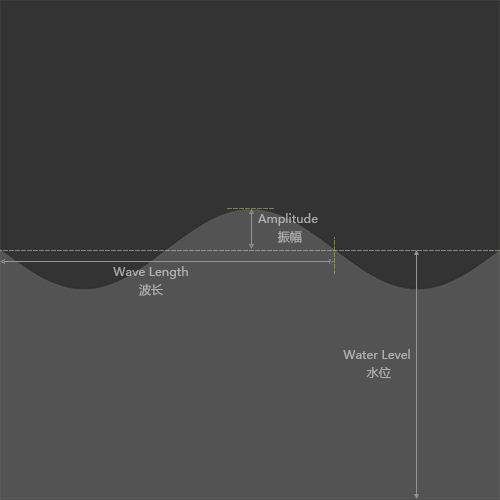 Amplitude
振幅
Wave Length
波长
Water Level
水位